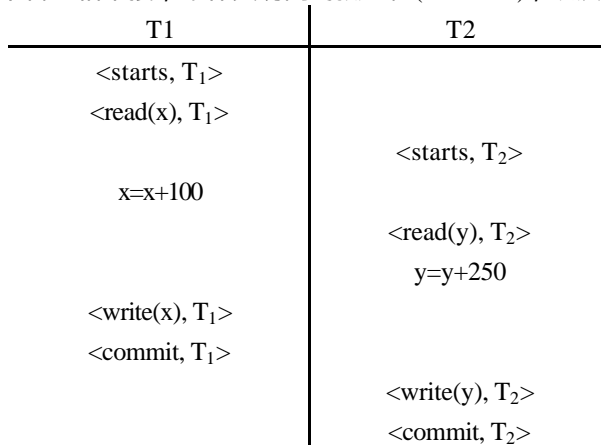 T1 T2
<starts, T₁>
<read(x), T₁>
<starts, T₂>
x=x+100
<read(y), T₂>
y=y+250
<write(x), T₁>
<commit, T₁>
<write(y), T₂>
<commit, T₂>